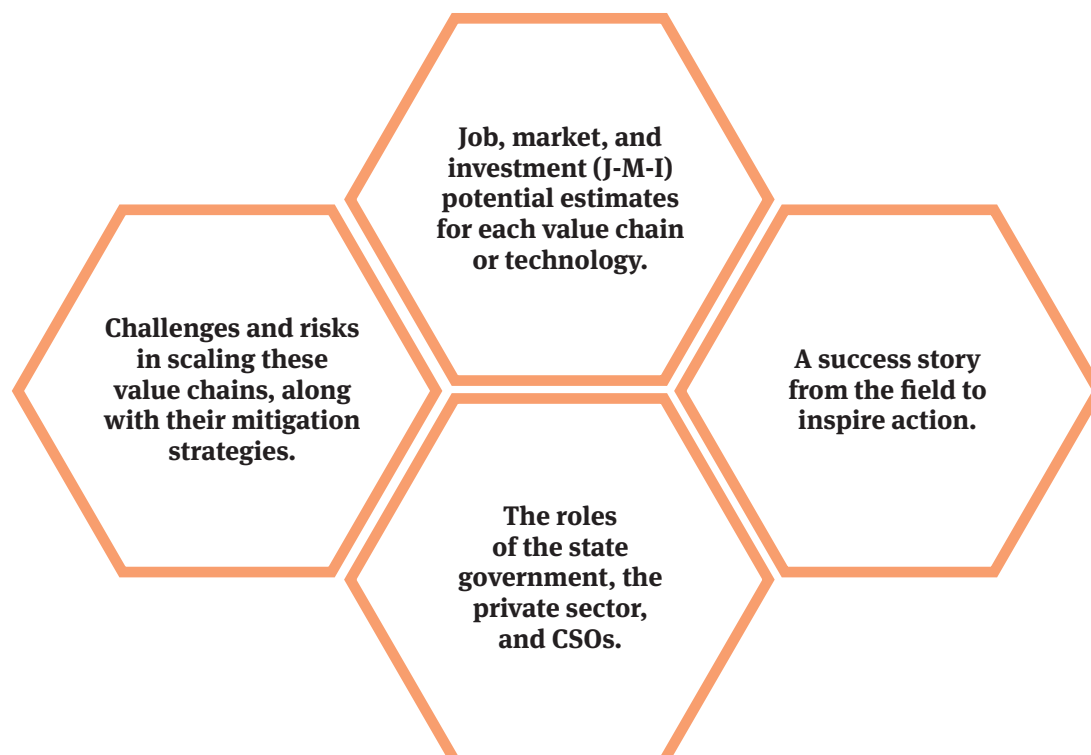 Job, market, and
investment (J-M-I)
potential estimates
for each value chain
or technology.
Challenges and risks
in scaling these
value chains, along
with their mitigation
strategies.
A success story
from the field to
inspire action.
The roles
of the state
government, the
private sector,
and CSOs.